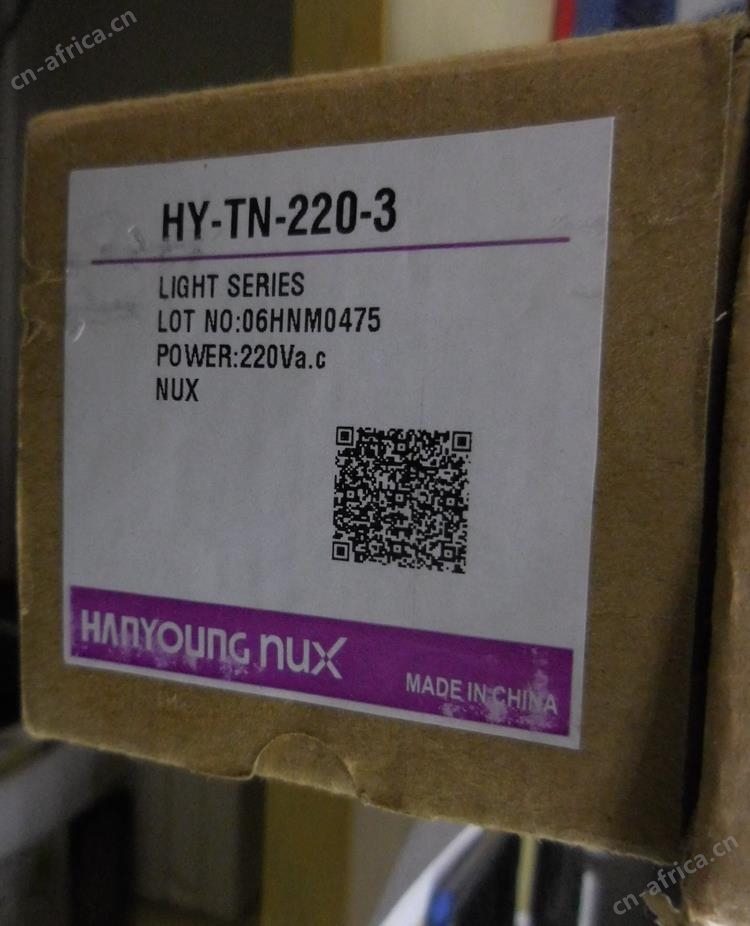 cn-africa.cn
HY-TN-220-3
LIGHT SERIES
LOT NO:06HNM0475
POWER:220Va.c
NUX
HANYOUNG NUX
MADE IN CHINA
cn-africa.cn